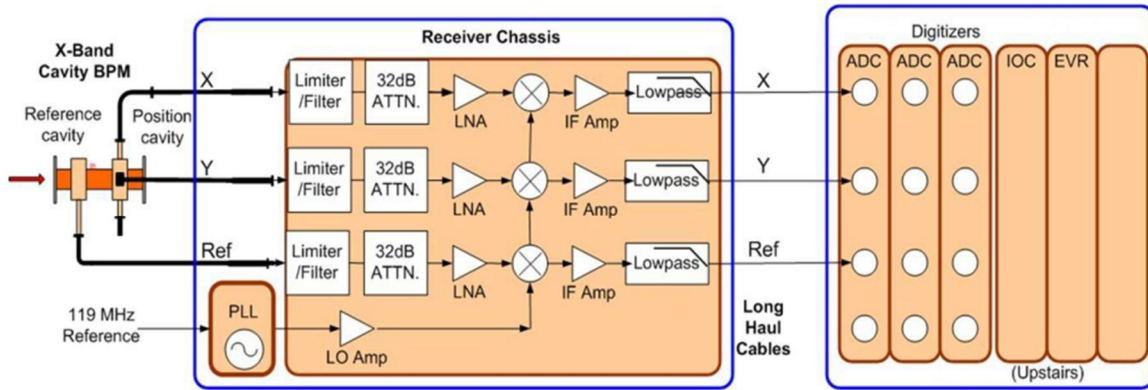 X-Band
Cavity BPM
Reference
cavity
Position
cavity
119 MHz
Reference
Receiver Chassis
X
Limiter
/Filter
32dB
ATTN.
LNA
IF Amp
Lowpass
X
Y
Limiter
/Filter
32dB
ATTN.
LNA
IF Amp
Lowpass
Y
Ref
Limiter
/Filter
32dB
ATTN.
LNA
IF Amp
Lowpass
Ref
PLL
LO Amp
Long
Haul
Cables
Digitizers
ADC ADC ADC IOC EVR
(Upstairs)